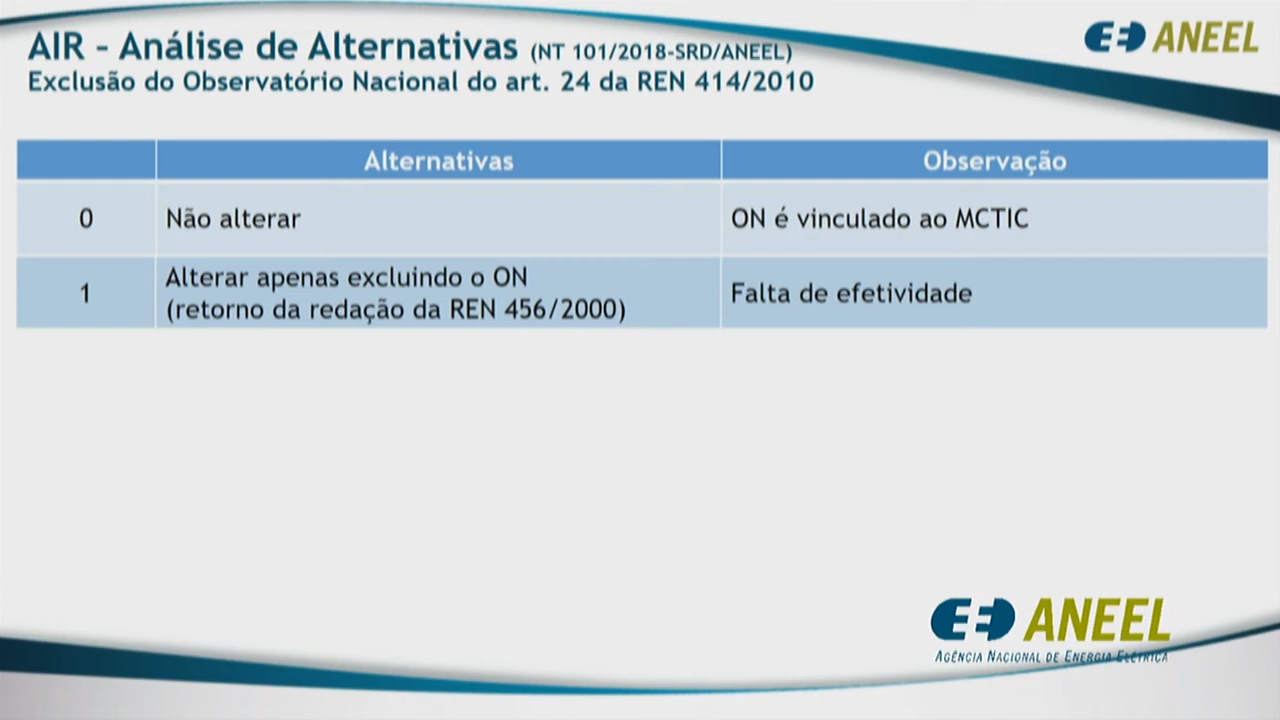 AIR – Análise de Alternativas (NT 101/2018-SRD/ANEEL)
Exclusão do Observatório Nacional do art. 24 da REN 414/2010
ANEEL
Alternativas Observação
0 Não alterar ON é vinculado ao MCTIC
1 Alterar apenas excluindo o ON
(retorno da redação da REN 456/2000) Falta de efetividade
ANEEL
AGÊNCIA NACIONAL DE ENERGIA ELÉTRICA